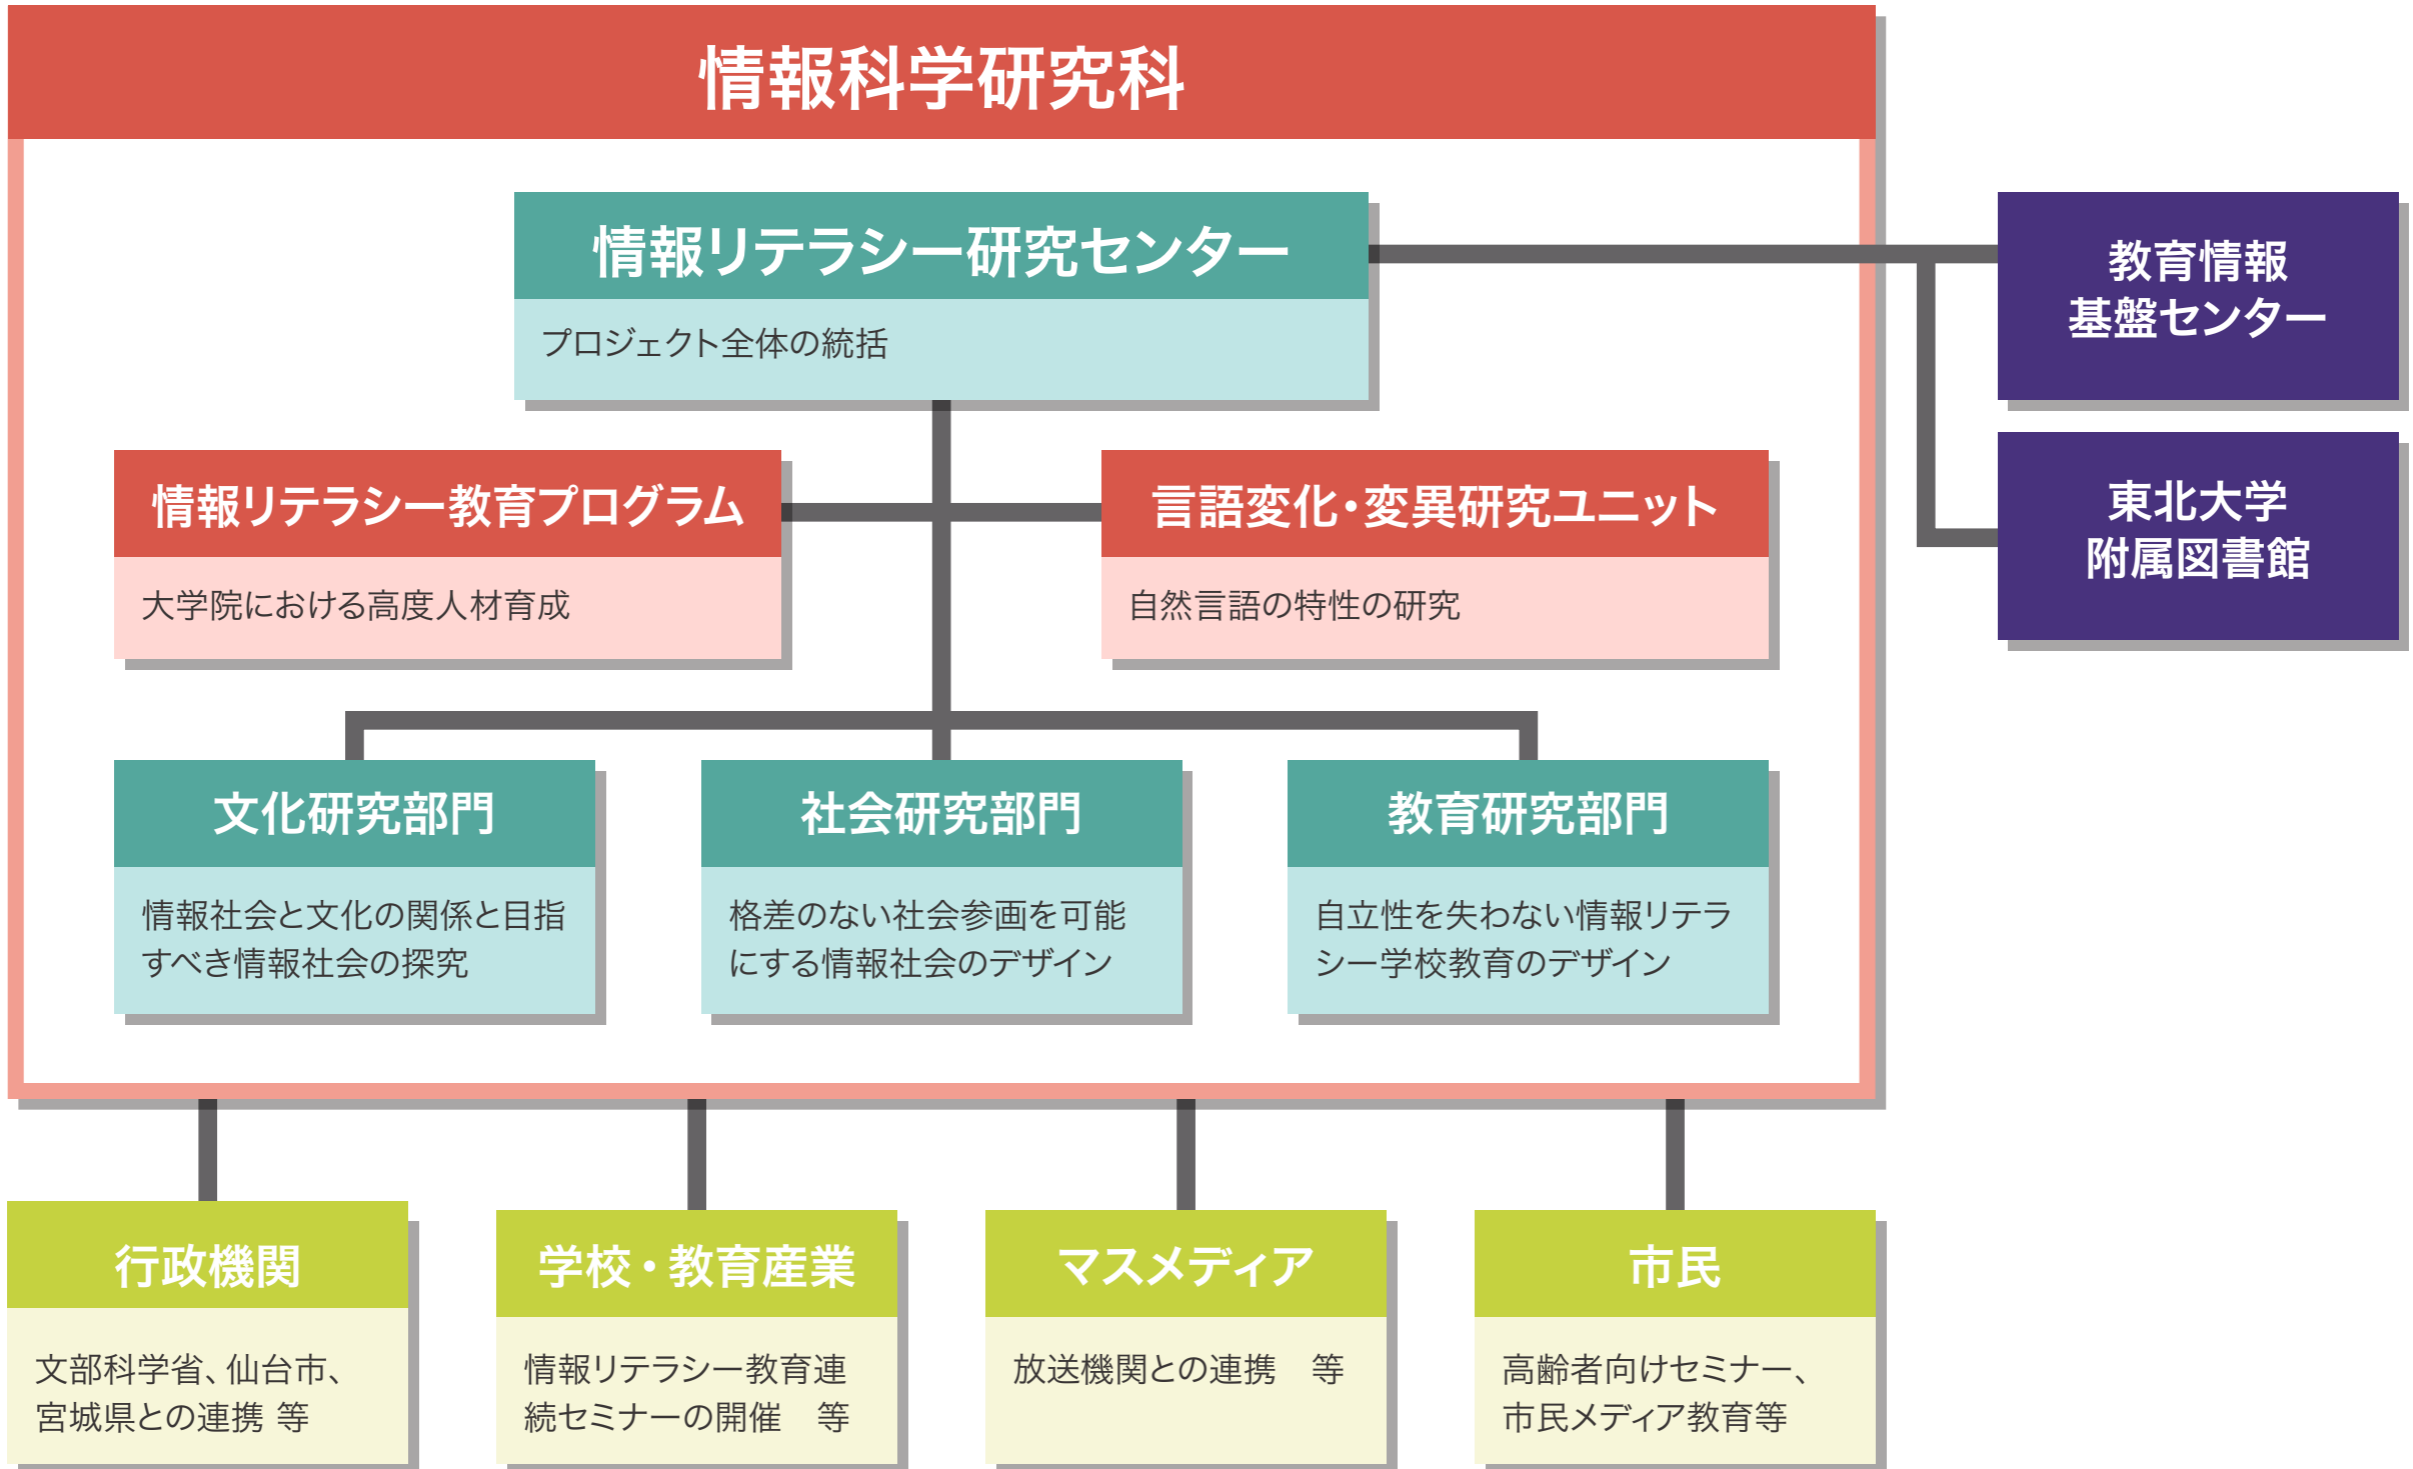 情報科学研究科
情報リテラシー研究センター
プロジェクト全体の統括
教育情報
基盤センター
東北大学
附属図書館
情報リテラシー教育プログラム
大学院における高度人材育成
言語変化・変異研究ユニット
自然言語の特性の研究
文化研究部門
情報社会と文化の関係と目指
すべき情報社会の探究
社会研究部門
格差のない社会参画を可能
にする情報社会のデザイン
教育研究部門
自立性を失わない情報リテラ
シー学校教育のデザイン
行政機関
文部科学省、仙台市、
宮城県との連携 等
学校・教育産業
情報リテラシー教育連
続セミナーの開催　等
マスメディア
放送機関との連携　等
市民
高齢者向けセミナー、
市民メディア教育等